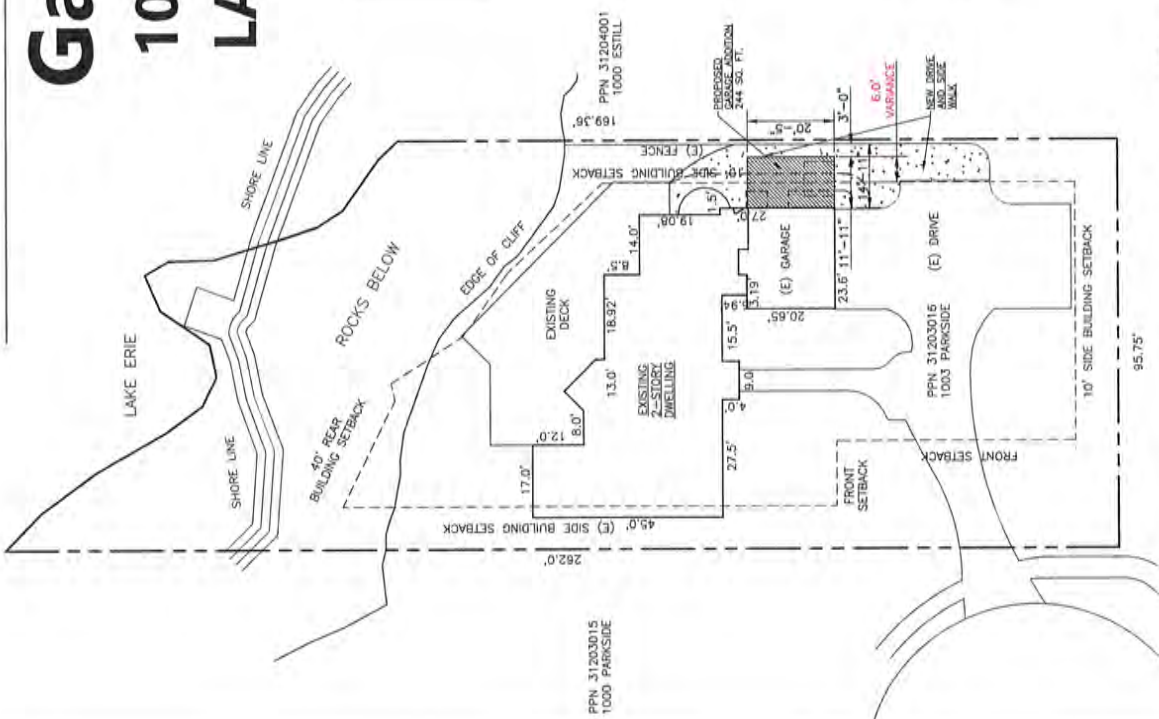 Ga
10
LA
LAKE ERIE
SHORE LINE
SHORE LINE
ROCKS BELOW
EDGE OF CLIFF
40' REAR
BUILDING SETBACK
PPN 31204001
1000 ESTILL
169.36'
(E) FENCE
SIDE BUILDING SETBACK
10'
PROPOSED
GARAGE ADDITION
244 SQ. FT.
20'-5"
3'-0"
6.0'
VARIANCE
NEW DRIVE
AND SIDE
WALK
14'-11"
11'-11"
23.6'
EXISTING
DECK
8.5'
14.0'
19.08'
1.5'
27.0'
18.92'
13.0'
8.0'
12.0'
17.0'
EXISTING
2-STORY
DWELLING
15.5'
3.19'
(E) GARAGE
20.65'
9.0
4.0'
27.5'
45.0'
(E) SIDE BUILDING SETBACK
262.0'
FRONT
SETBACK
FRONT SETBACK
(E) DRIVE
PPN 31203016
1003 PARKSIDE
10' SIDE BUILDING SETBACK
95.75'
PPN 31203015
1000 PARKSIDE